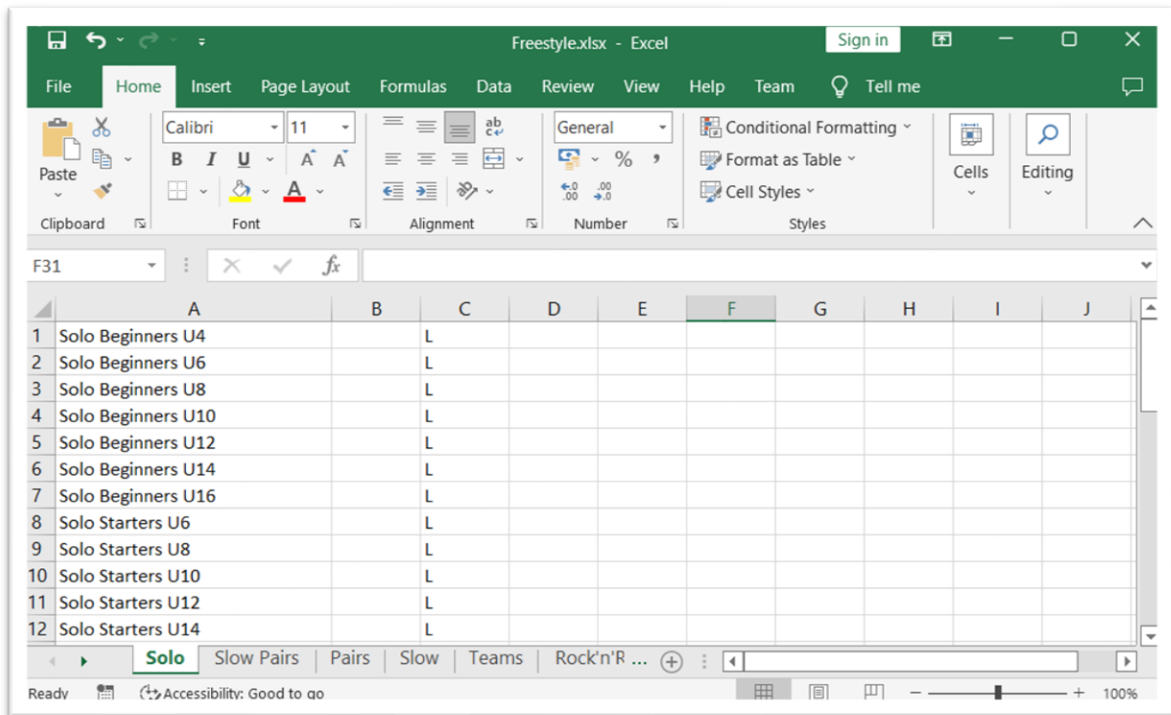 Freestyle.xlsx - Excel
Sign in
File Home Insert Page Layout Formulas Data Review View Help Team Tell me
Paste
Calibri 11
B I U A A
ab
General
% ,
Conditional Formatting
Format as Table
Cell Styles
Cells
Editing
Clipboard Font Alignment Number Styles
F31 fx
A B C D E F G H I J
1 Solo Beginners U4 L
2 Solo Beginners U6 L
3 Solo Beginners U8 L
4 Solo Beginners U10 L
5 Solo Beginners U12 L
6 Solo Beginners U14 L
7 Solo Beginners U16 L
8 Solo Starters U6 L
9 Solo Starters U8 L
10 Solo Starters U10 L
11 Solo Starters U12 L
12 Solo Starters U14 L
Solo Slow Pairs Pairs Slow Teams Rock'n'R ...
Ready Accessibility: Good to go 100%